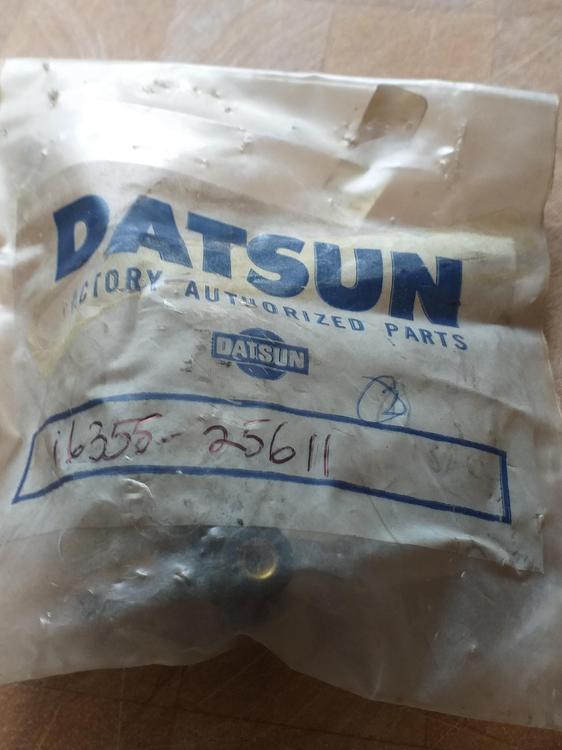 DATSUN
FACTORY AUTHORIZED PARTS
DATSUN
2
16355-25611